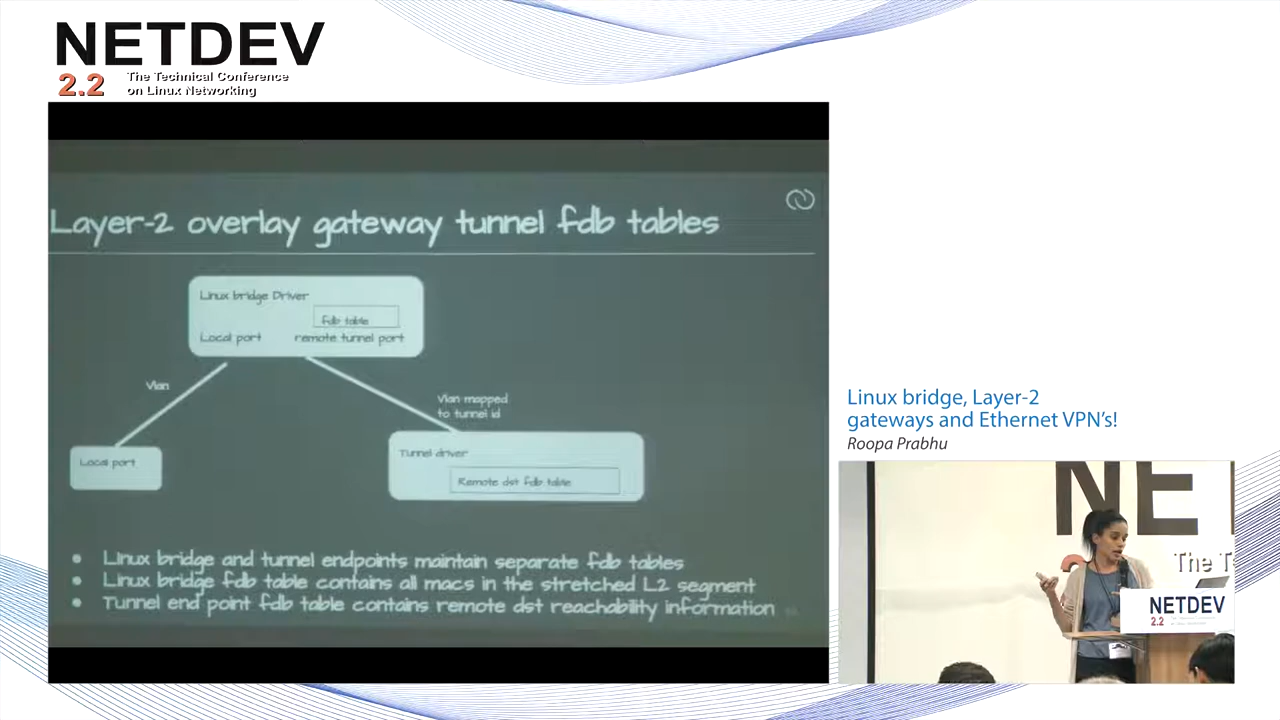 NETDEV
2.2 The Technical Conference
on Linux Networking
Layer-2 overlay gateway tunnel fdb tables
Linux bridge Driver
fdb table
Local port remote tunnel port
Vlan
Vlan mapped
to tunnel id
Local port
Tunnel driver
Remote dst fdb table
• Linux bridge and tunnel endpoints maintain separate fdb tables
• Linux bridge fdb table contains all macs in the stretched L2 segment
• Tunnel end point fdb table contains remote dst reachability information
Linux bridge, Layer-2
gateways and Ethernet VPN's!
Roopa Prabhu
NE
The T
NETDEV
2.2